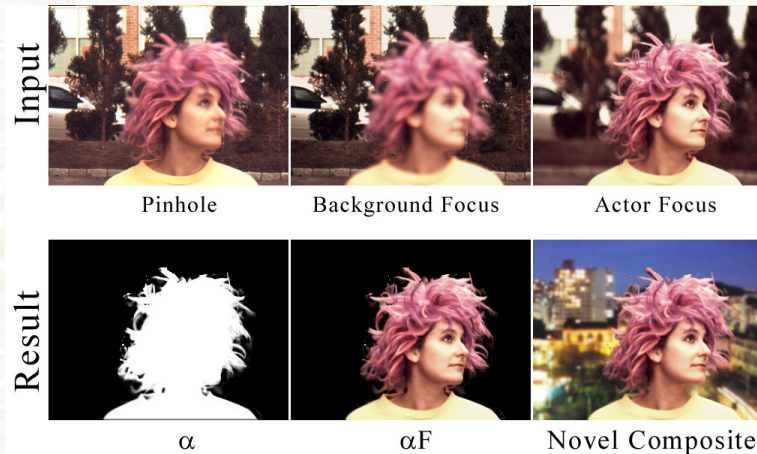 Input
Pinhole
Background Focus
Actor Focus
Result
α
αF
Novel Composite